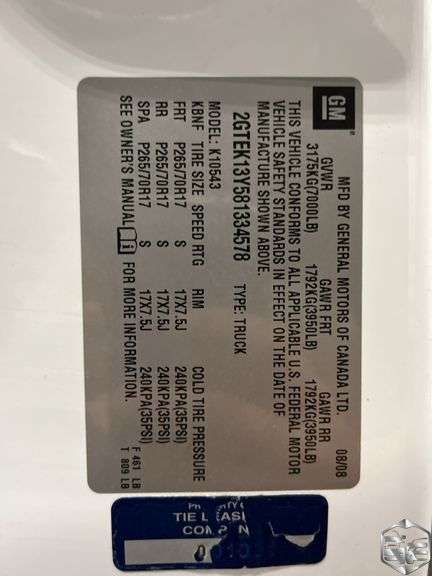 GM
MFD BY GENERAL MOTORS OF CANADA LTD. 08/08
GVWR GAWR FRT GAWR RR
3175KG(7000LB) 1792KG(3950LB) 1792KG(3950LB)
THIS VEHICLE CONFORMS TO ALL APPLICABLE U.S. FEDERAL MOTOR
VEHICLE SAFETY STANDARDS IN EFFECT ON THE DATE OF
MANUFACTURE SHOWN ABOVE.
2GTEK13Y581334578 TYPE: TRUCK
MODEL: K10543
KBNF TIRE SIZE SPEED RTG RIM COLD TIRE PRESSURE
FRT P265/70R17 S 17X7.5J 240KPA(35PSI)
RR P265/70R17 S 17X7.5J 240KPA(35PSI)
SPA P265/70R17 S 17X7.5J 240KPA(35PSI)
SEE OWNER'S MANUAL FOR MORE INFORMATION.
F 461 LB
T 809 LB
TIE